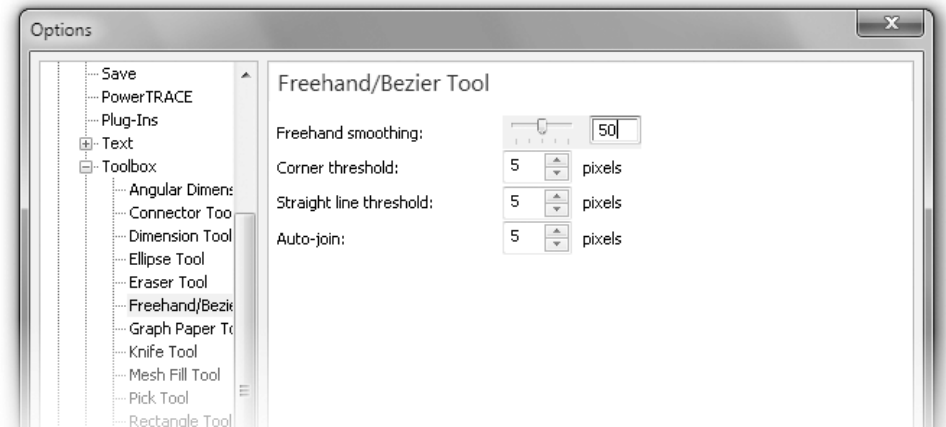 Options
x
Save
PowerTRACE
Plug-Ins
Text
Toolbox
Angular Dimens
Connector Too
Dimension Tool
Ellipse Tool
Eraser Tool
Freehand/Bezie
Graph Paper To
Knife Tool
Mesh Fill Tool
Pick Tool
Rectangle Tool
Freehand/Bezier Tool
Freehand smoothing: 50
Corner threshold: 5 pixels
Straight line threshold: 5 pixels
Auto-join: 5 pixels